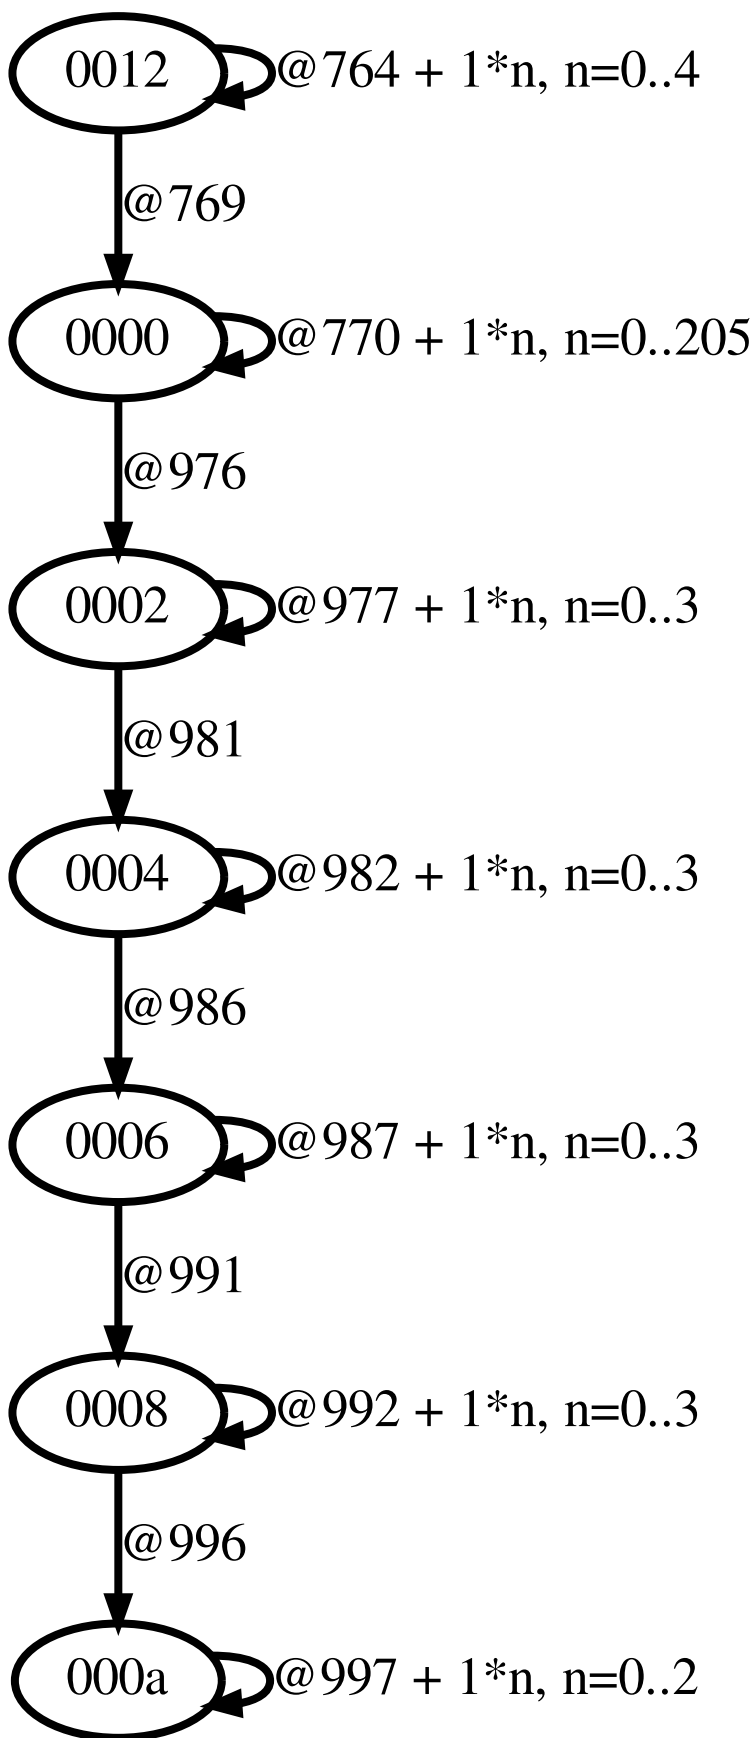 0012
@764 + 1*n, n=0..4
@769
0000
@770 + 1*n, n=0..205
@976
0002
@977 + 1*n, n=0..3
@981
0004
@982 + 1*n, n=0..3
@986
0006
@987 + 1*n, n=0..3
@991
0008
@992 + 1*n, n=0..3
@996
000a
@997 + 1*n, n=0..2